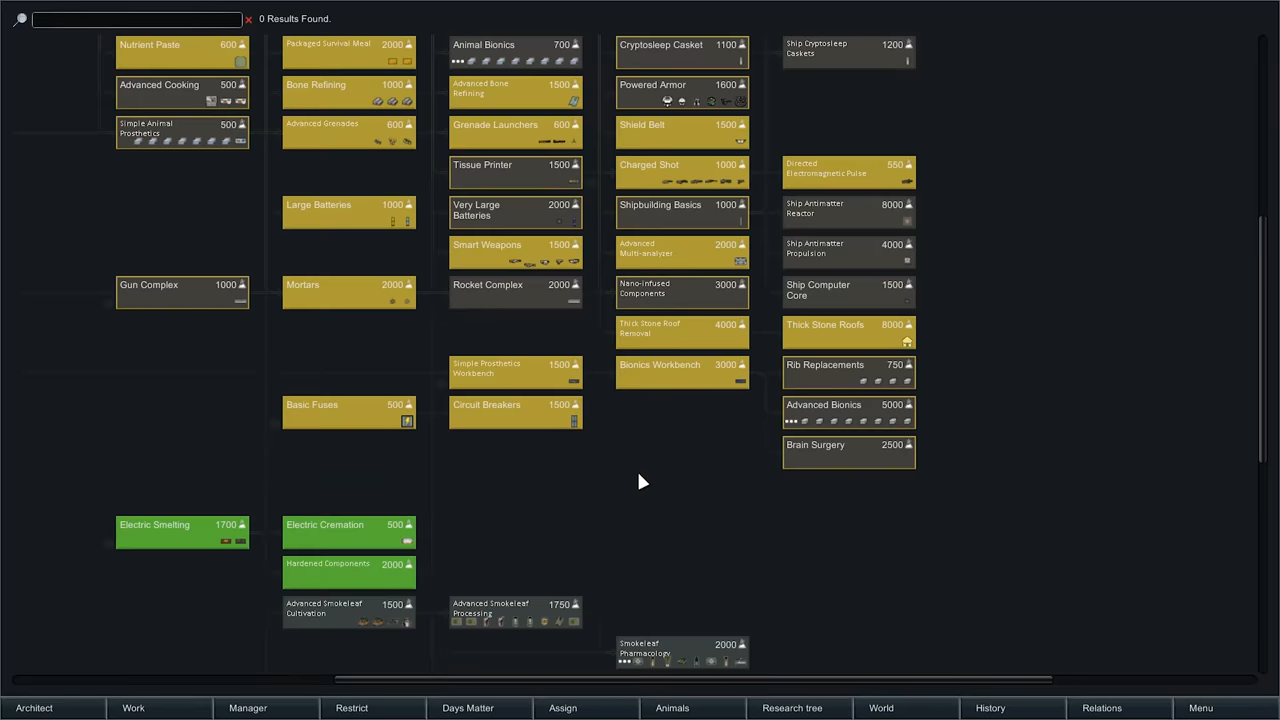 0 Results Found.
Nutrient Paste 600
Packaged Survival Meal 2000
Animal Bionics 700
Cryptosleep Casket 1100
Ship Cryptosleep
Caskets 1200
Advanced Cooking 500
Bone Refining 1000
Advanced Bone
Refining 1500
Powered Armor 1600
Simple Animal
Prosthetics 500
Advanced Grenades 600
Grenade Launchers 600
Shield Belt 1500
Tissue Printer 1500
Charged Shot 1000
Directed
Electromagnetic Pulse 550
Large Batteries 1000
Very Large
Batteries 2000
Shipbuilding Basics 1000
Ship Antimatter
Reactor 8000
Smart Weapons 1500
Advanced
Multi-analyzer 2000
Ship Antimatter
Propulsion 4000
Gun Complex 1000
Mortars 2000
Rocket Complex 2000
Nano-infused
Components 3000
Ship Computer
Core 1500
Thick Stone Roof
Removal 4000
Thick Stone Roofs 8000
Simple Prosthetics
Workbench 1500
Bionics Workbench 3000
Rib Replacements 750
Basic Fuses 500
Circuit Breakers 1500
Advanced Bionics 5000
Brain Surgery 2500
Electric Smelting 1700
Electric Cremation 500
Hardened Components 2000
Advanced Smokeleaf
Cultivation 1500
Advanced Smokeleaf
Processing 1750
Smokeleaf
Pharmacology 2000
Architect Work Manager Restrict Days Matter Assign Animals Research tree World History Relations Menu